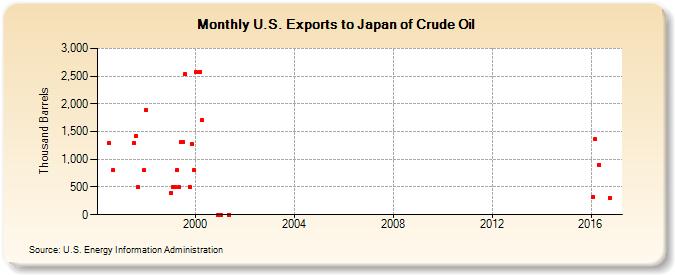 Monthly U.S. Exports to Japan of Crude Oil
Thousand Barrels
3,000
2,500
2,000
1,500
1,000
500
0
2000 2004 2008 2012 2016
Source: U.S. Energy Information Administration